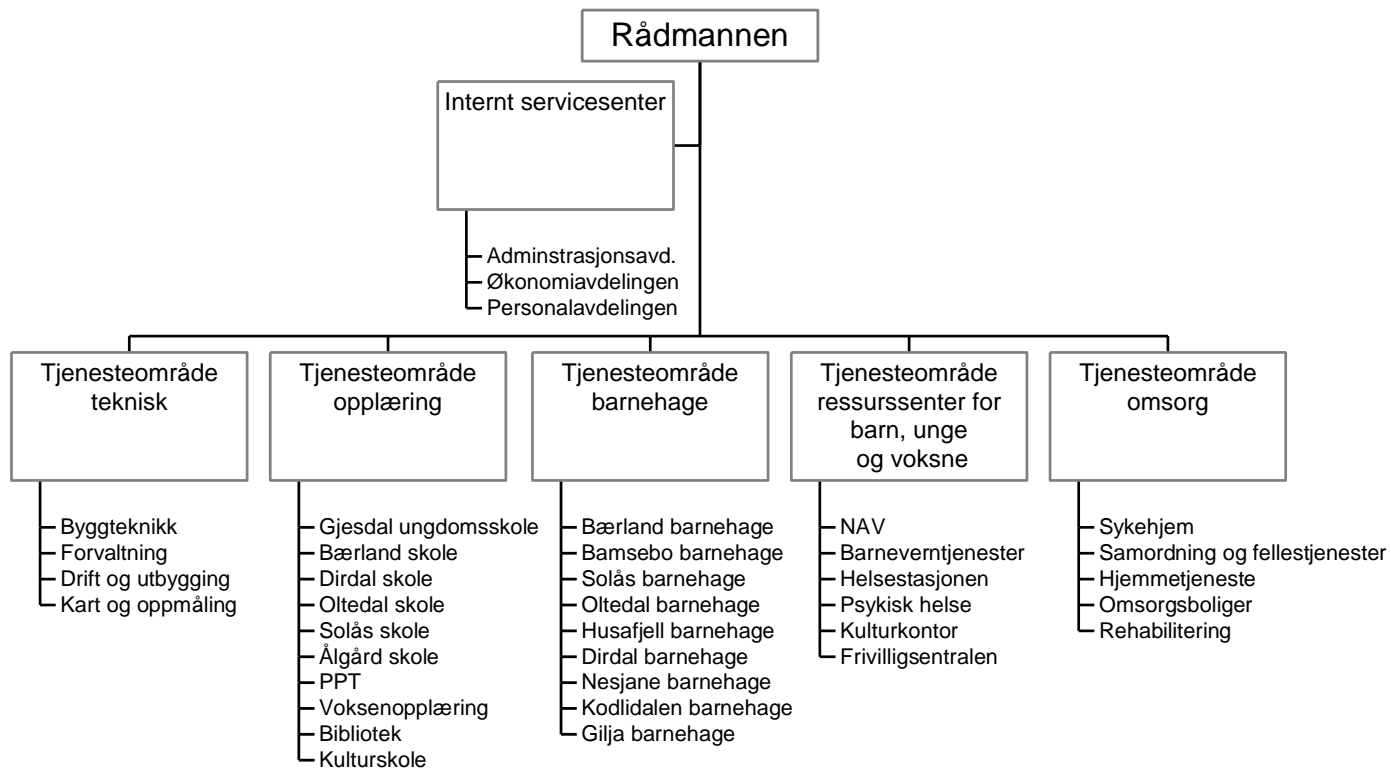 Rådmannen
Internt servicesenter
Adminstrasjonsavd.
Økonomiavdelingen
Personalavdelingen
Tjenesteområde
teknisk
Byggteknikk
Forvaltning
Drift og utbygging
Kart og oppmåling
Tjenesteområde
opplæring
Gjesdal ungdomsskole
Bærland skole
Dirdal skole
Oltedal skole
Solås skole
Ålgård skole
PPT
Voksenopplæring
Bibliotek
Kulturskole
Tjenesteområde
barnehage
Bærland barnehage
Bamsebo barnehage
Solås barnehage
Oltedal barnehage
Husafjell barnehage
Dirdal barnehage
Nesjane barnehage
Kodlidalen barnehage
Gilja barnehage
Tjenesteområde
ressurssenter for
barn, unge
og voksne
NAV
Barneverntjenester
Helsestasjonen
Psykisk helse
Kulturkontor
Frivilligsentralen
Tjenesteområde
omsorg
Sykehjem
Samordning og fellestjenester
Hjemmetjeneste
Omsorgsboliger
Rehabilitering